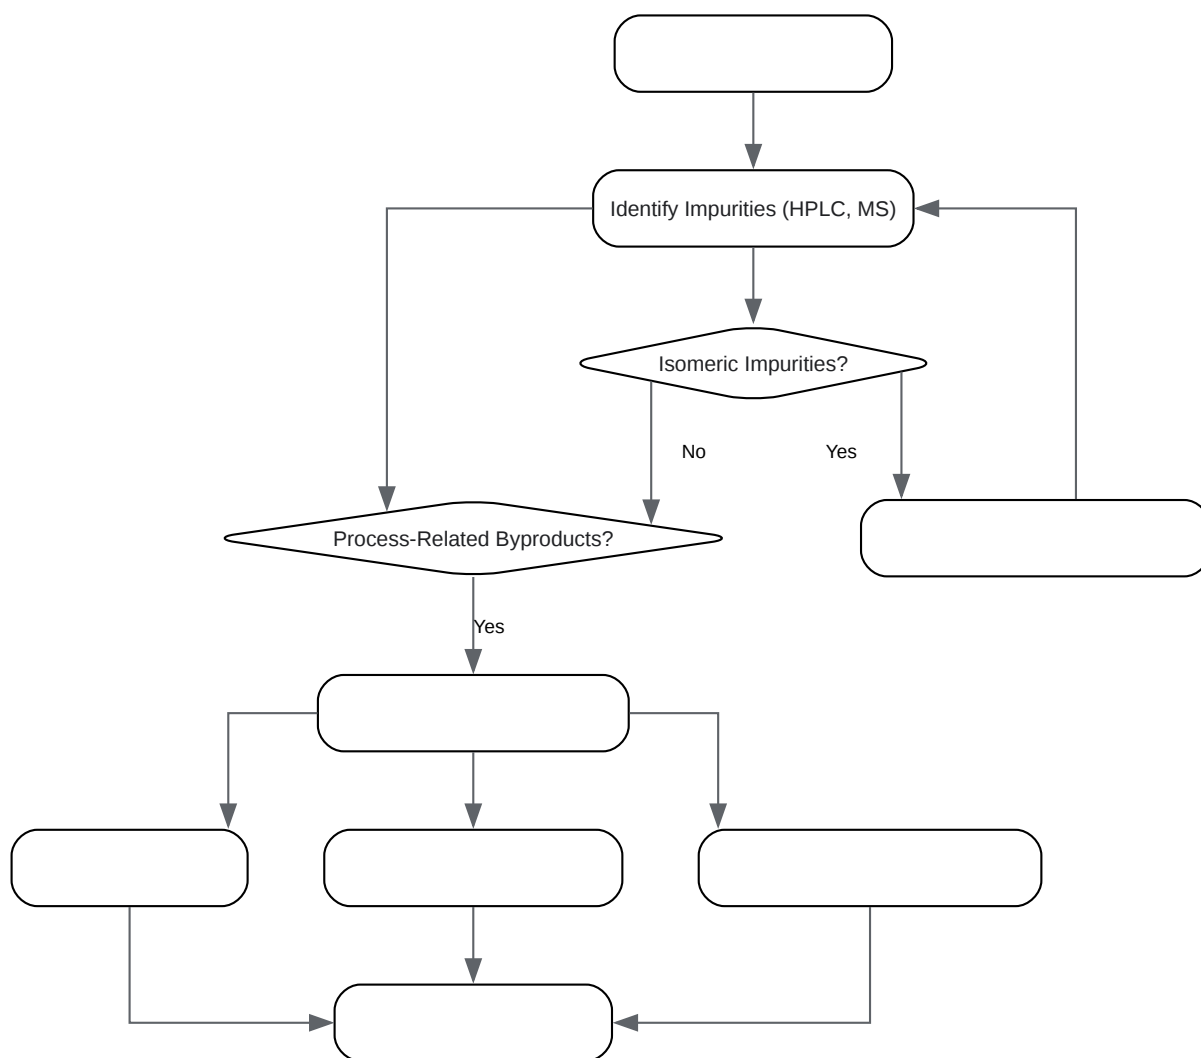 Identify Impurities (HPLC, MS)
Isomeric Impurities?
No
Yes
Process-Related Byproducts?
Yes